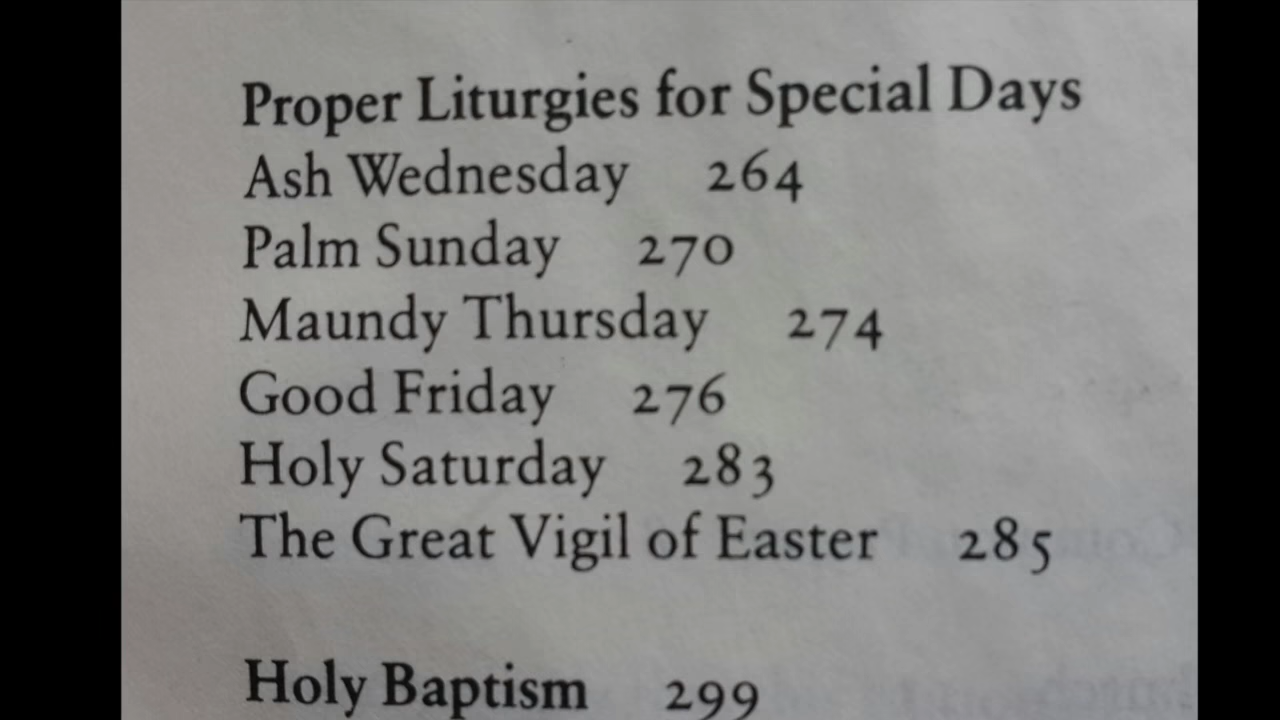 Proper Liturgies for Special Days
Ash Wednesday 264
Palm Sunday 270
Maundy Thursday 274
Good Friday 276
Holy Saturday 283
The Great Vigil of Easter 285
Holy Baptism 299